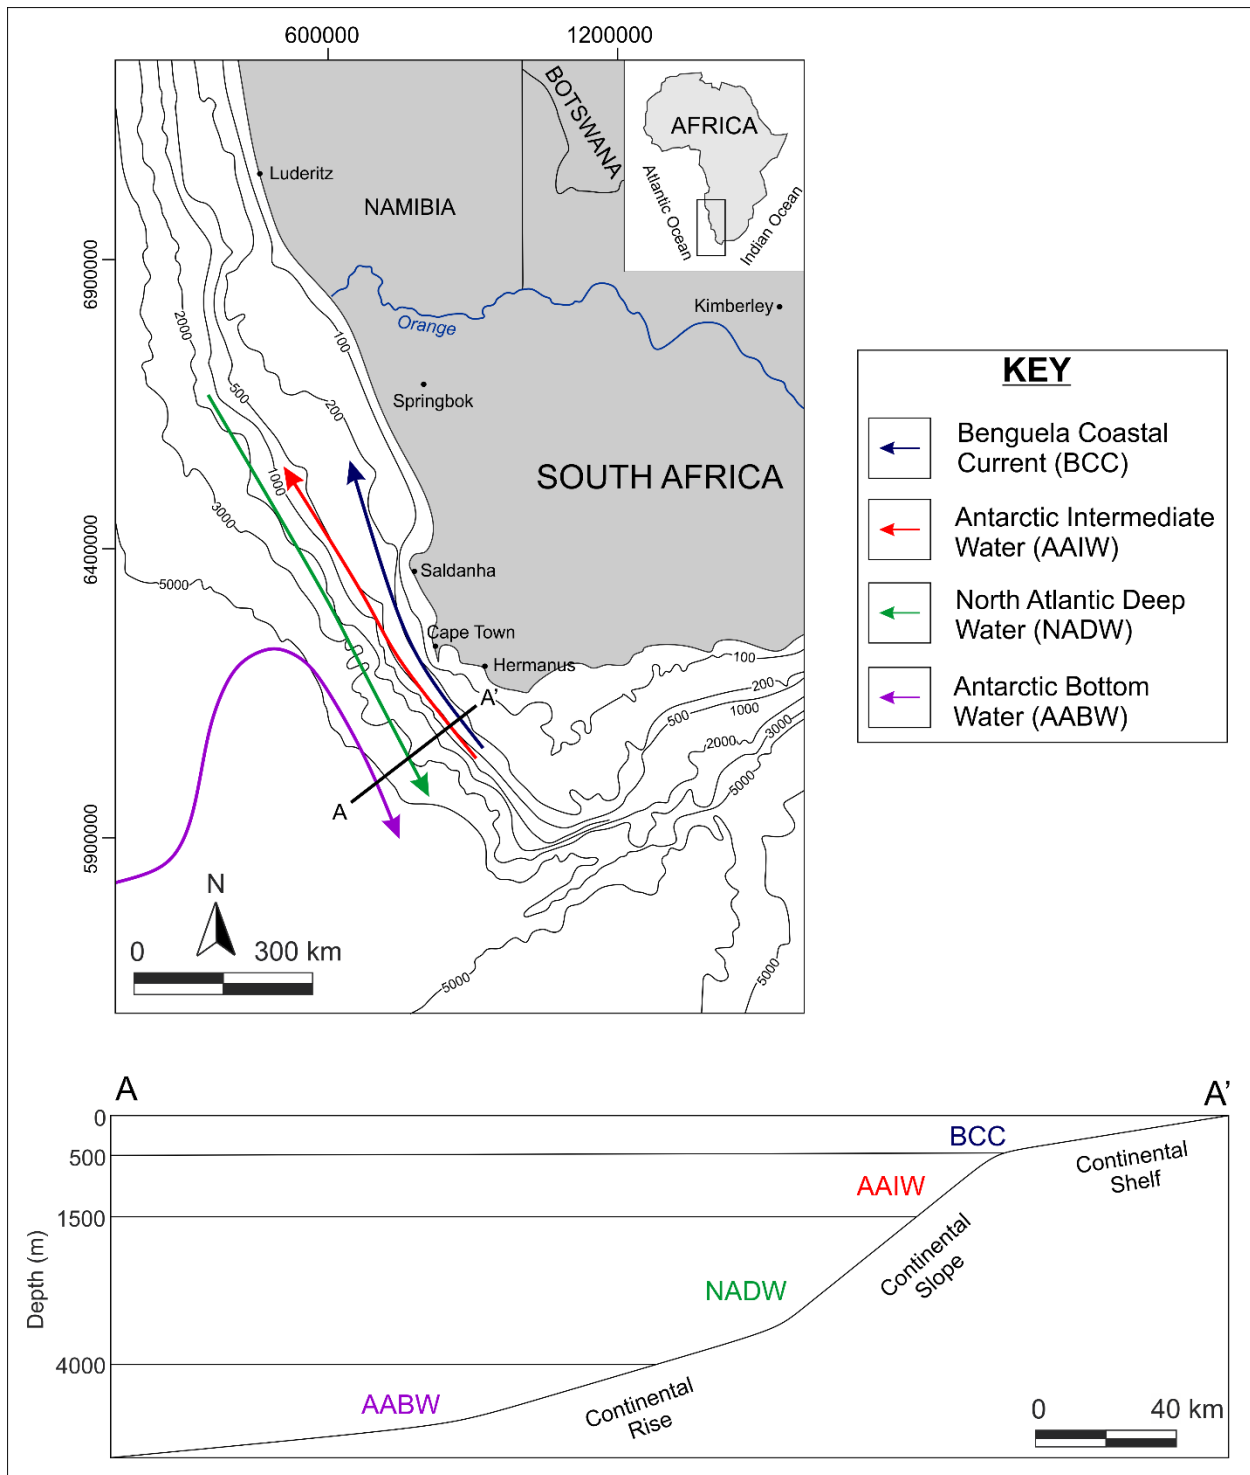 600000
1200000
BOTSWANA
AFRICA
Atlantic Ocean
Indian Ocean
Luderitz
NAMIBIA
6900000
Kimberley
2000
Orange
100
Springbok
500
200
SOUTH AFRICA
1000
3000
6400000
5000
Saldanha
Cape Town
Hermanus
100
A'
200
500
1000
2000
3000
5000
A
5900000
N
0
300 km
5000
5000
KEY
Benguela Coastal
Current (BCC)
Antarctic Intermediate
Water (AAIW)
North Atlantic Deep
Water (NADW)
Antarctic Bottom
Water (AABW)
A
A’
0
BCC
500
Continental
Shelf
AAIW
1500
Continental
Slope
Depth (m)
NADW
4000
AABW
Continental
Rise
0
40 km